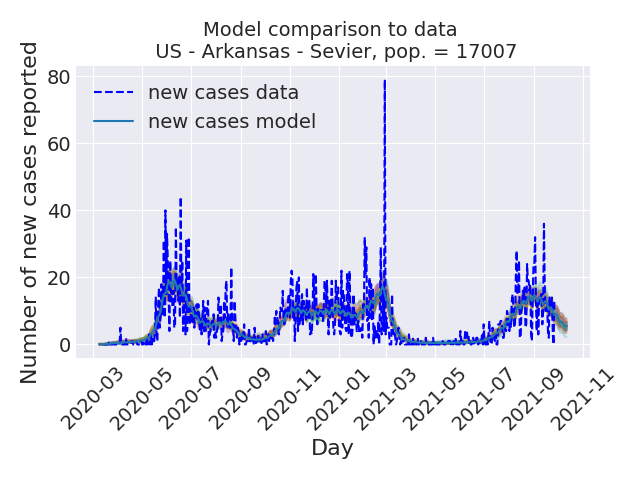 Model comparison to data
US - Arkansas - Sevier, pop. = 17007
Number of new cases reported
80
60
40
20
0
new cases data
new cases model
2020-03
2020-05
2020-07
2020-09
2020-11
2021-01
2021-03
2021-05
2021-07
2021-09
2021-11
Day